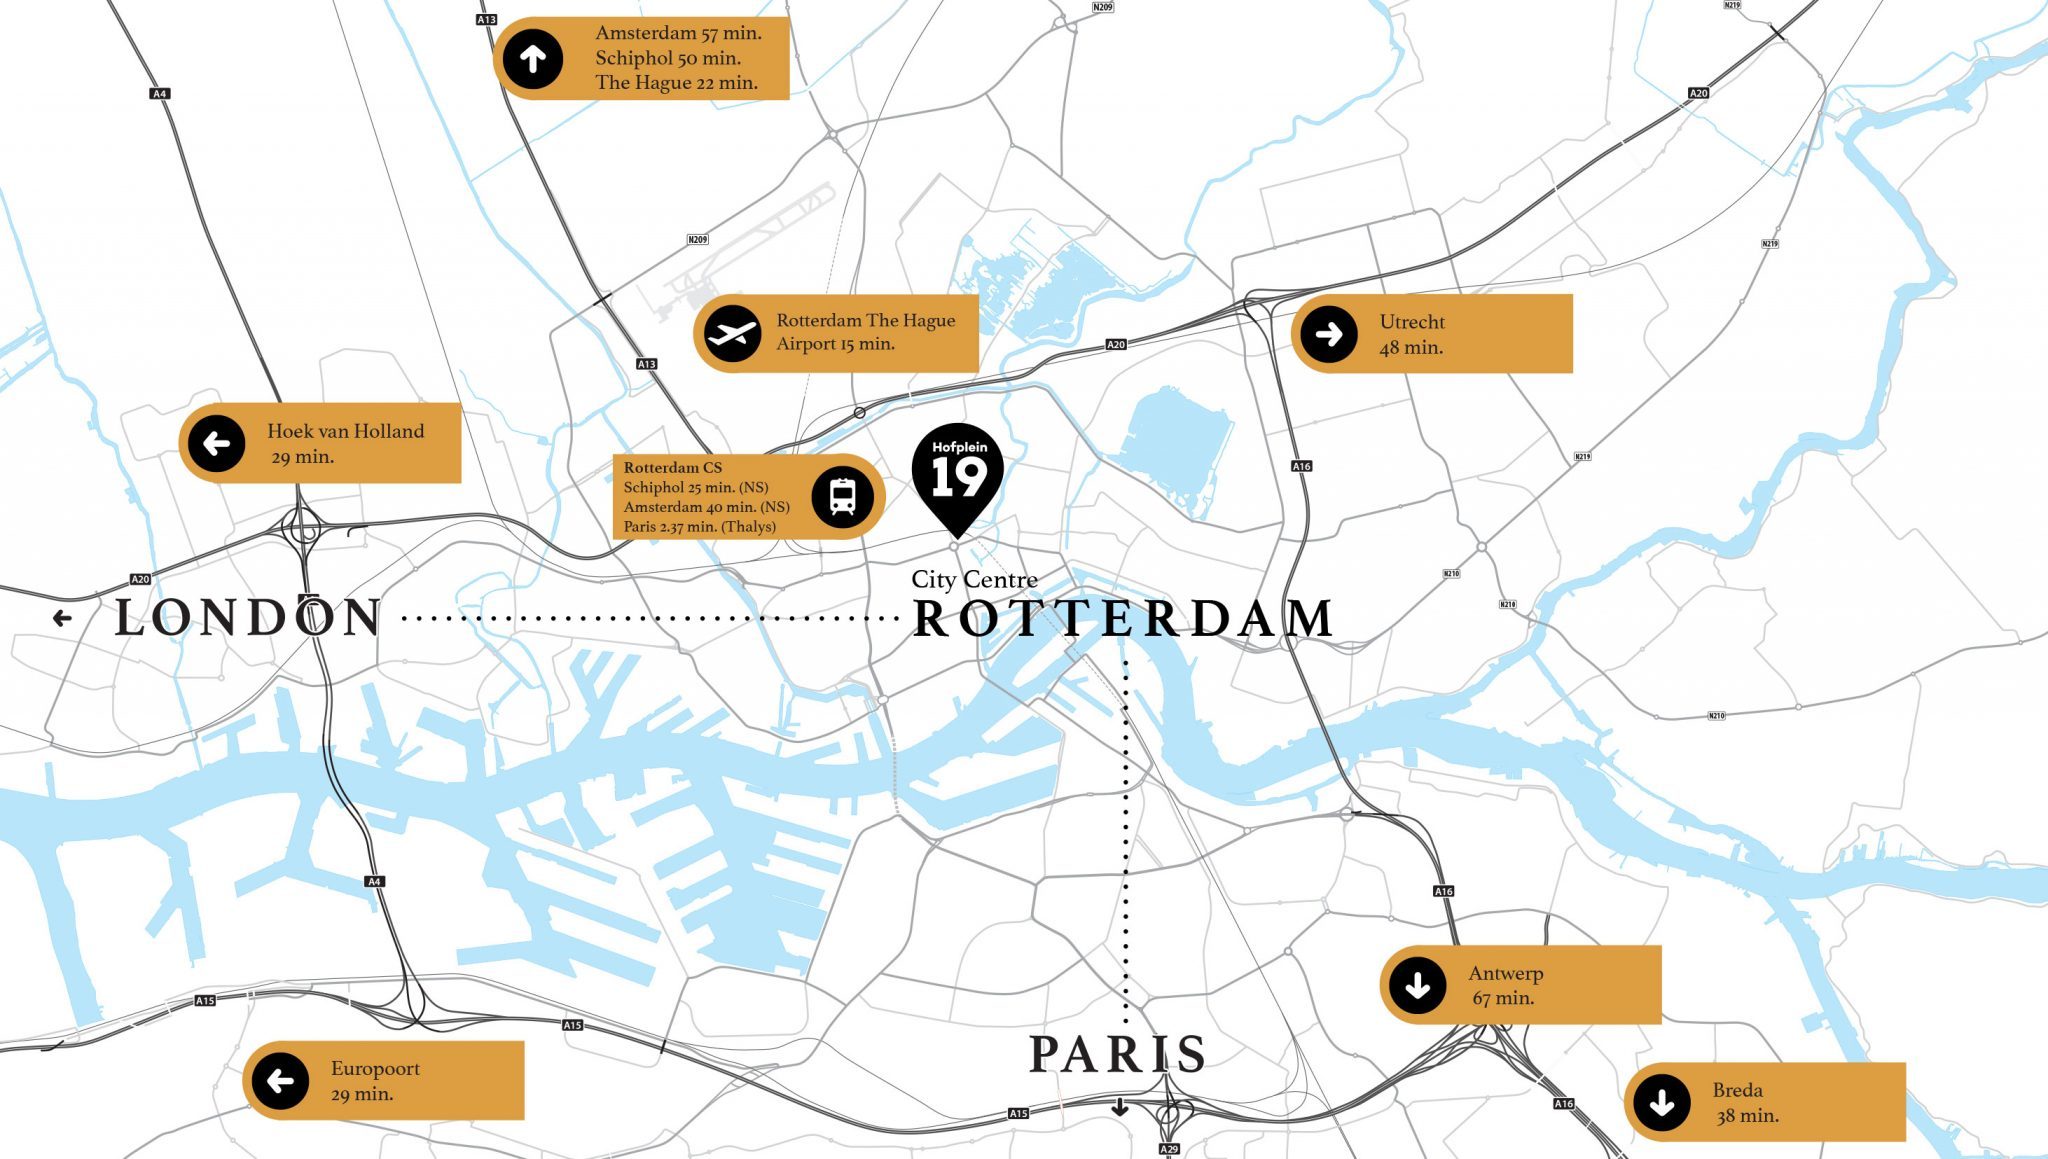 A13
N209
N219
Amsterdam 57 min.
Schiphol 50 min.
The Hague 22 min.
A4
A20
N209
N219
Rotterdam The Hague
Airport 15 min.
Utrecht
48 min.
A20
A13
Hoek van Holland
29 min.
Hofplein
19
N219
A16
Rotterdam CS
Schiphol 25 min. (NS)
Amsterdam 40 min. (NS)
Paris 2.37 min. (Thalys)
A20
City Centre
N210
N210
LONDON
ROTTERDAM
N210
A4
A16
Antwerp
67 min.
A15
A15
PARIS
Europoort
29 min.
Breda
38 min.
A15
A16
A29